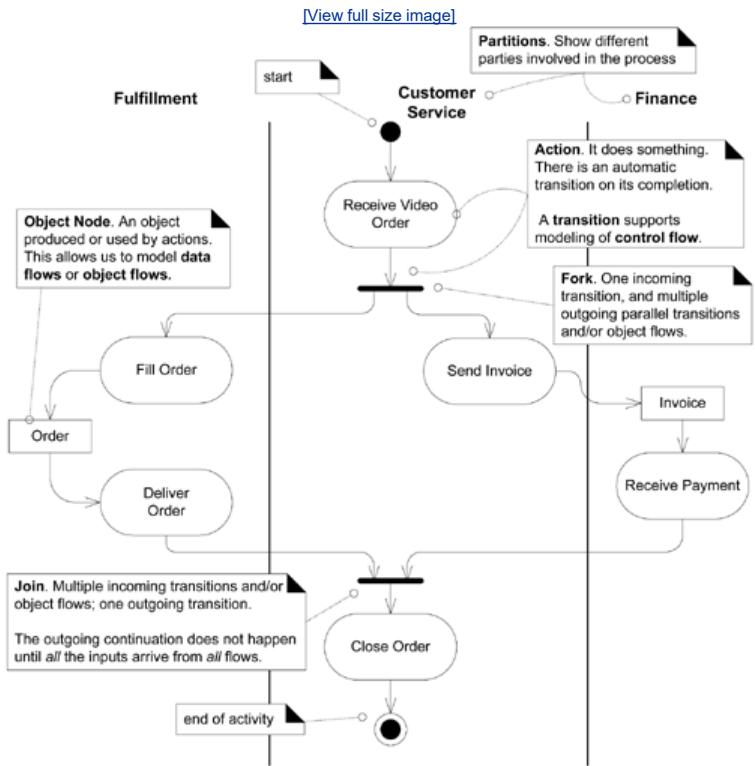 [View full size image]
Partitions. Show different
parties involved in the process
start
Fulfillment
Customer
Service
Finance
Action. It does something.
There is an automatic
transition on its completion.
A transition supports
modeling of control flow.
Receive Video
Order
Object Node. An object
produced or used by actions.
This allows us to model data
flows or object flows.
Fork. One incoming
transition, and multiple
outgoing parallel transitions
and/or object flows.
Fill Order
Send Invoice
Invoice
Order
Deliver
Order
Receive Payment
Join. Multiple incoming transitions and/or
object flows; one outgoing transition.
The outgoing continuation does not happen
until all the inputs arrive from all flows.
Close Order
end of activity